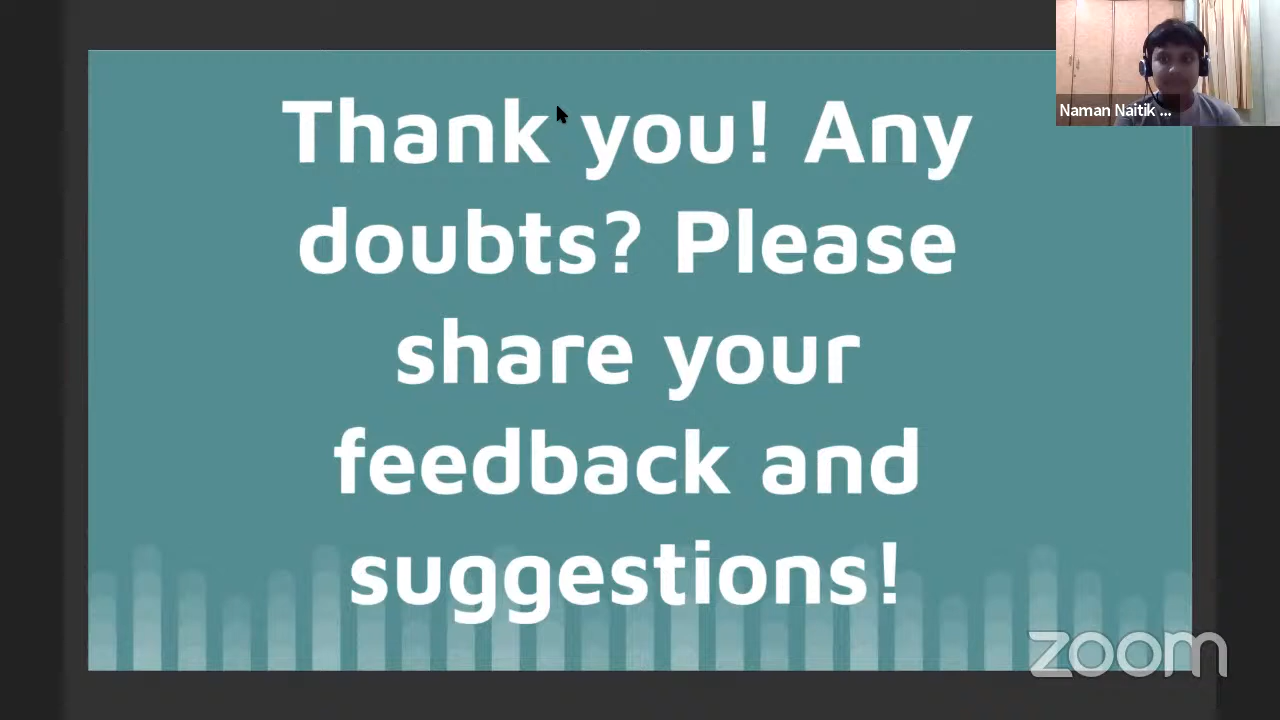 Thank you! Any
doubts? Please
share your
feedback and
suggestions!
Naman Naitik ...
zoom